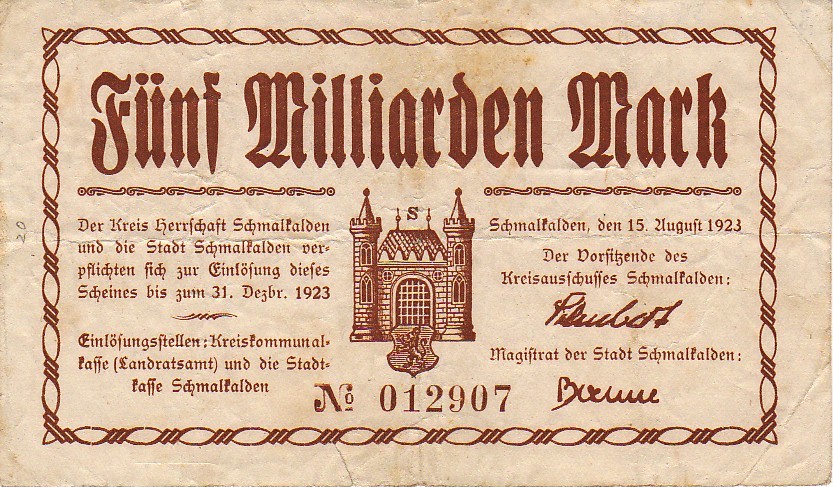 Fünf Milliarden Mark
Der Kreis Herrschaft Schmalkalden
und die Stadt Schmalkalden ver-
pflichten sich zur Einlösung dieses
Scheines bis zum 31. Dezbr. 1923
Einlösungsstellen: Kreiskommunal-
kasse (Landratsamt) und die Stadt-
kasse Schmalkalden
S
Schmalkalden, den 15. August 1923
Der Vorsitzende des
Kreisausschusses Schmalkalden:
Magistrat der Stadt Schmalkalden:
No 012907
20